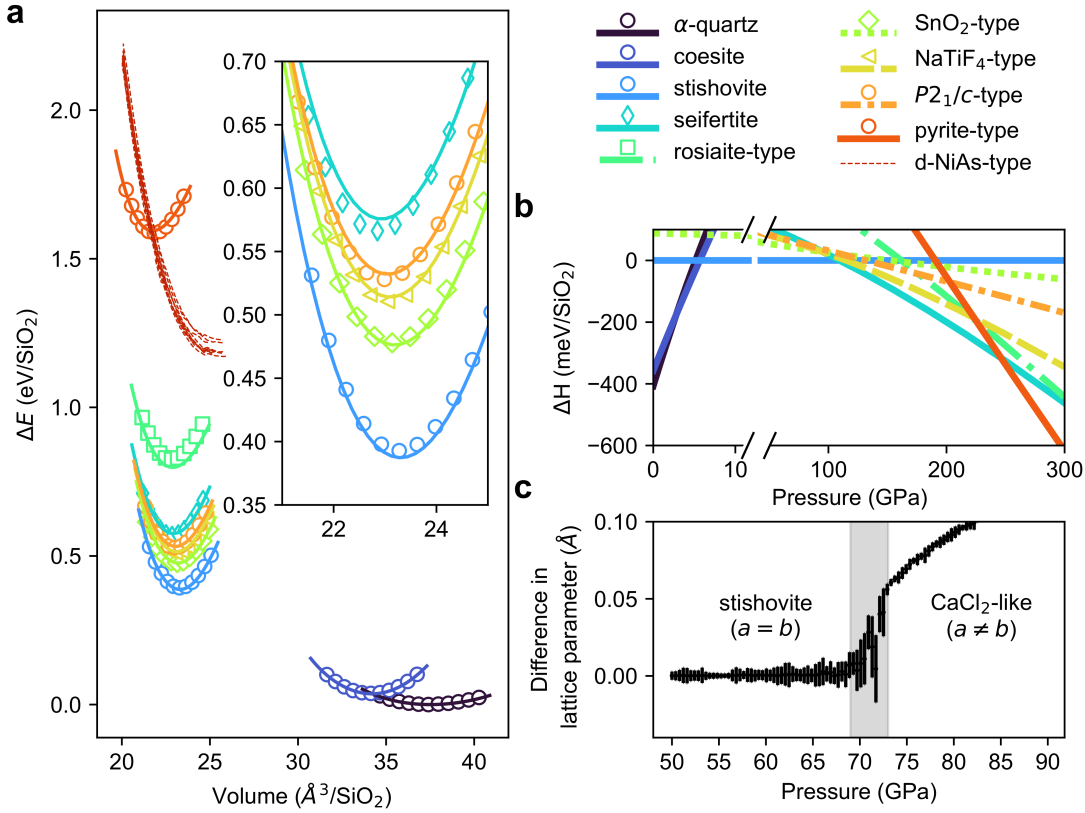 a
2.0
1.5
1.0
0.5
0.0
ΔE (eV/SiO₂)
20
25
30
35
40
Volume (Å³/SiO₂)
0.70
0.65
0.60
0.55
0.50
0.45
0.40
0.35
22
24
α-quartz
coesite
stishovite
seifertite
rosiaite-type
SnO₂-type
NaTiF₄-type
P2₁/c-type
pyrite-type
d-NiAs-type
b
0
−200
−400
−600
ΔH (meV/SiO₂)
0
10
100
200
300
Pressure (GPa)
c
0.10
0.05
0.00
Difference in
lattice parameter (Å)
stishovite
(a = b)
CaCl₂-like
(a ≠ b)
50
55
60
65
70
75
80
85
90
Pressure (GPa)